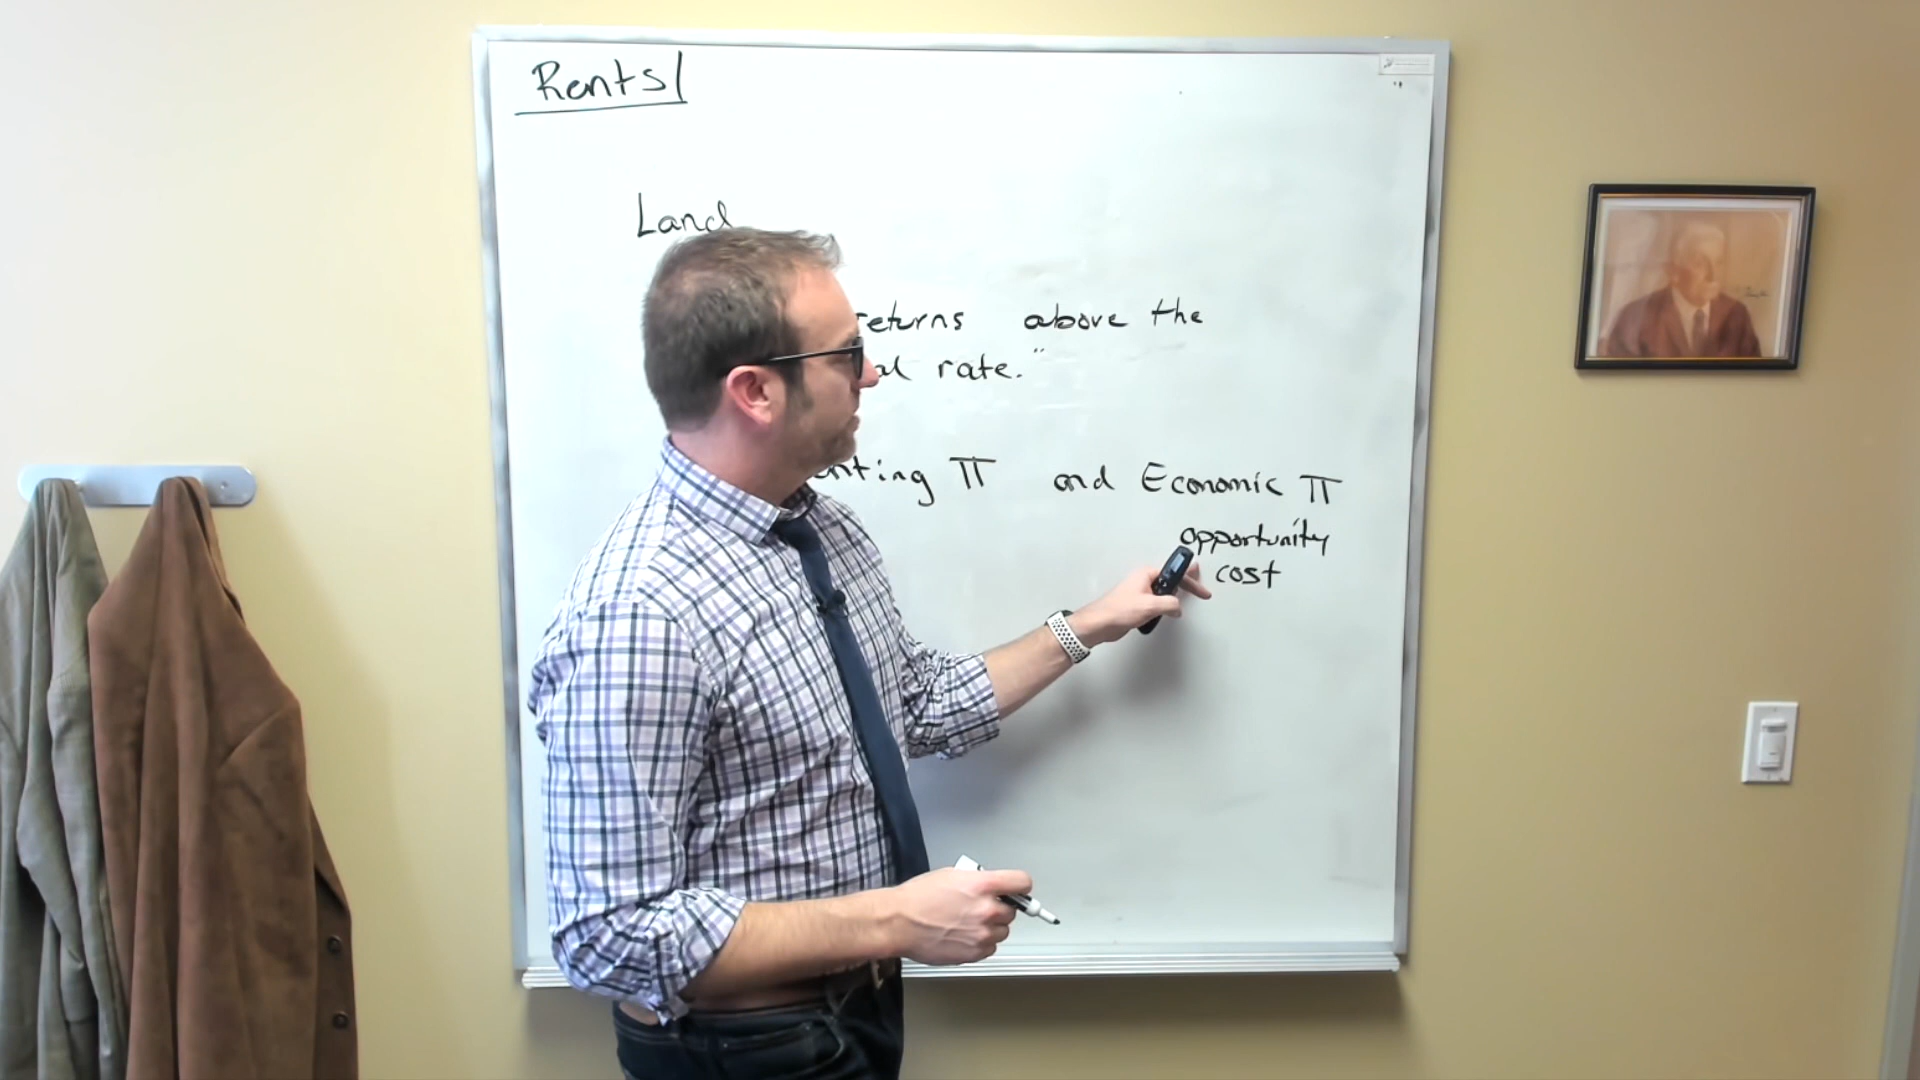 Rents
Land
returns above the
al rate."
nting π and Economic π
opportunity
cost